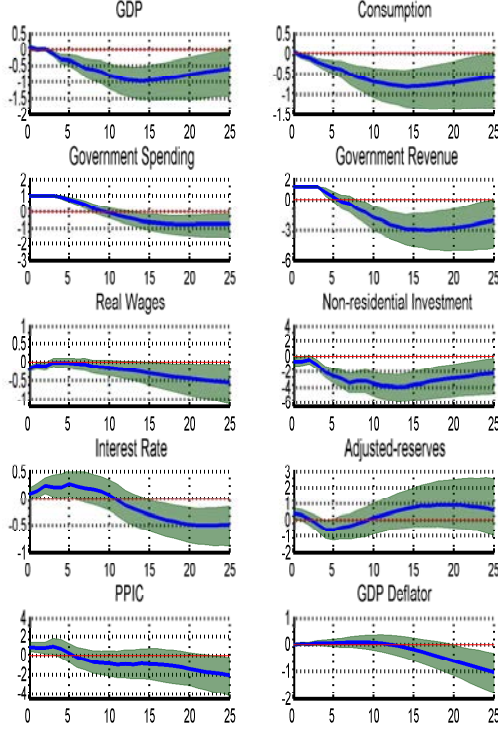 GDP
0.5
0
-0.5
-1
-1.5
-2
0 5 10 15 20 25
Consumption
0.5
0
-0.5
-1
-1.5
0 5 10 15 20 25
Government Spending
2
1
0
-1
-2
-3
0 5 10 15 20 25
Government Revenue
2
0
-3
-6
0 5 10 15 20 25
Real Wages
1
0.5
0
-0.5
-1
0 5 10 15 20 25
Non-residential Investment
4
2
0
-2
-4
-6
0 5 10 15 20 25
Interest Rate
0.5
0
-0.5
-1
0 5 10 15 20 25
Adjusted-reserves
3
2
1
0
-1
-2
0 5 10 15 20 25
PPIC
4
2
0
-2
-4
0 5 10 15 20 25
GDP Deflator
1
0
-1
-2
0 5 10 15 20 25